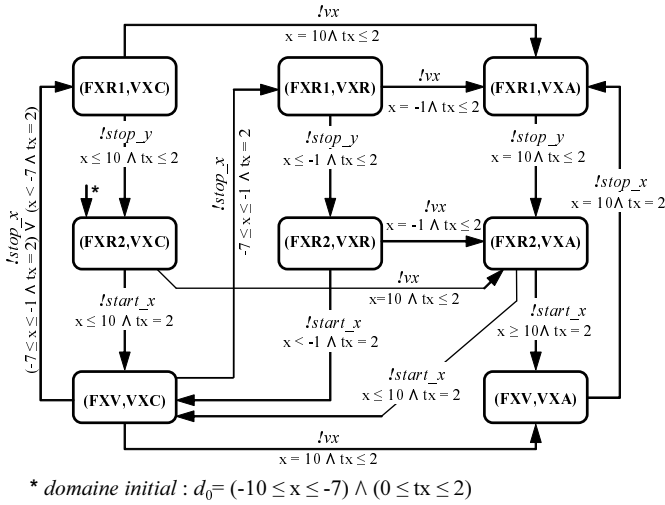 !vx
x = 10 ∧ tx ≤ 2
(FXR1,VXC)
(FXR1,VXR)
!vx
x = -1∧ tx ≤ 2
(FXR1,VXA)
!stop_y
x ≤ 10 ∧ tx ≤ 2
!stop_y
x ≤ -1 ∧ tx ≤ 2
!stop_y
x = 10∧ tx ≤ 2
!stop_x
(-7 ≤ x ≤ -1 ∧ tx = 2) ∨ (x < -7 ∧ tx = 2)
!stop_x
-7 ≤ x ≤ -1 ∧ tx = 2
!stop_x
x = 10∧ tx = 2
*
(FXR2,VXC)
(FXR2,VXR)
!vx
x = -1 ∧ tx ≤ 2
(FXR2,VXA)
!vx
x=10 ∧ tx ≤ 2
!start_x
x ≤ 10 ∧ tx = 2
!start_x
x < -1 ∧ tx = 2
!start_x
x ≥ 10∧ tx = 2
!start_x
x ≤ 10 ∧ tx = 2
(FXV,VXC)
(FXV,VXA)
!vx
x = 10 ∧ tx ≤ 2
* domaine initial : d0= (-10 ≤ x ≤ -7) ∧ (0 ≤ tx ≤ 2)